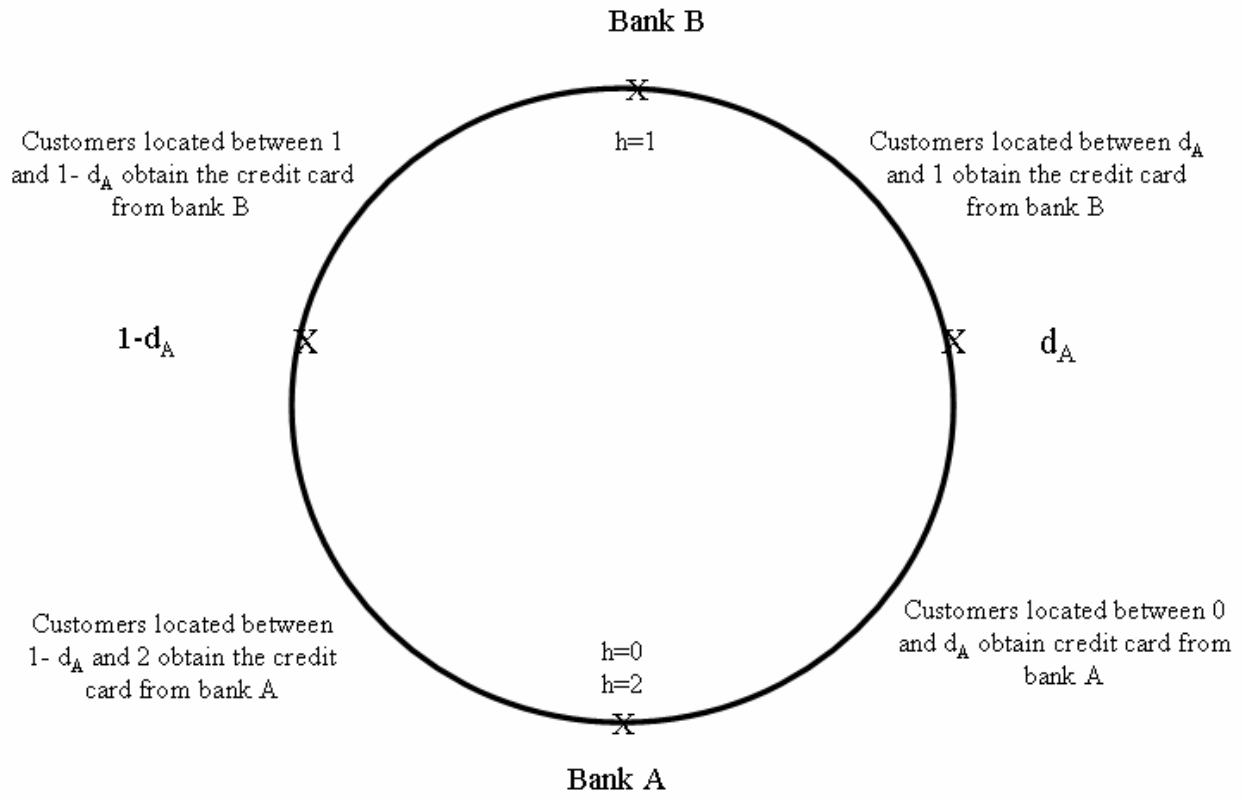 Bank B
X
h=1
Customers located between 1
and 1- dA obtain the credit card
from bank B
Customers located between dA
and 1 obtain the credit card
from bank B
1-dA
X
X
dA
Customers located between
1- dA and 2 obtain the credit
card from bank A
h=0
h=2
Customers located between 0
and dA obtain credit card from
bank A
X
Bank A